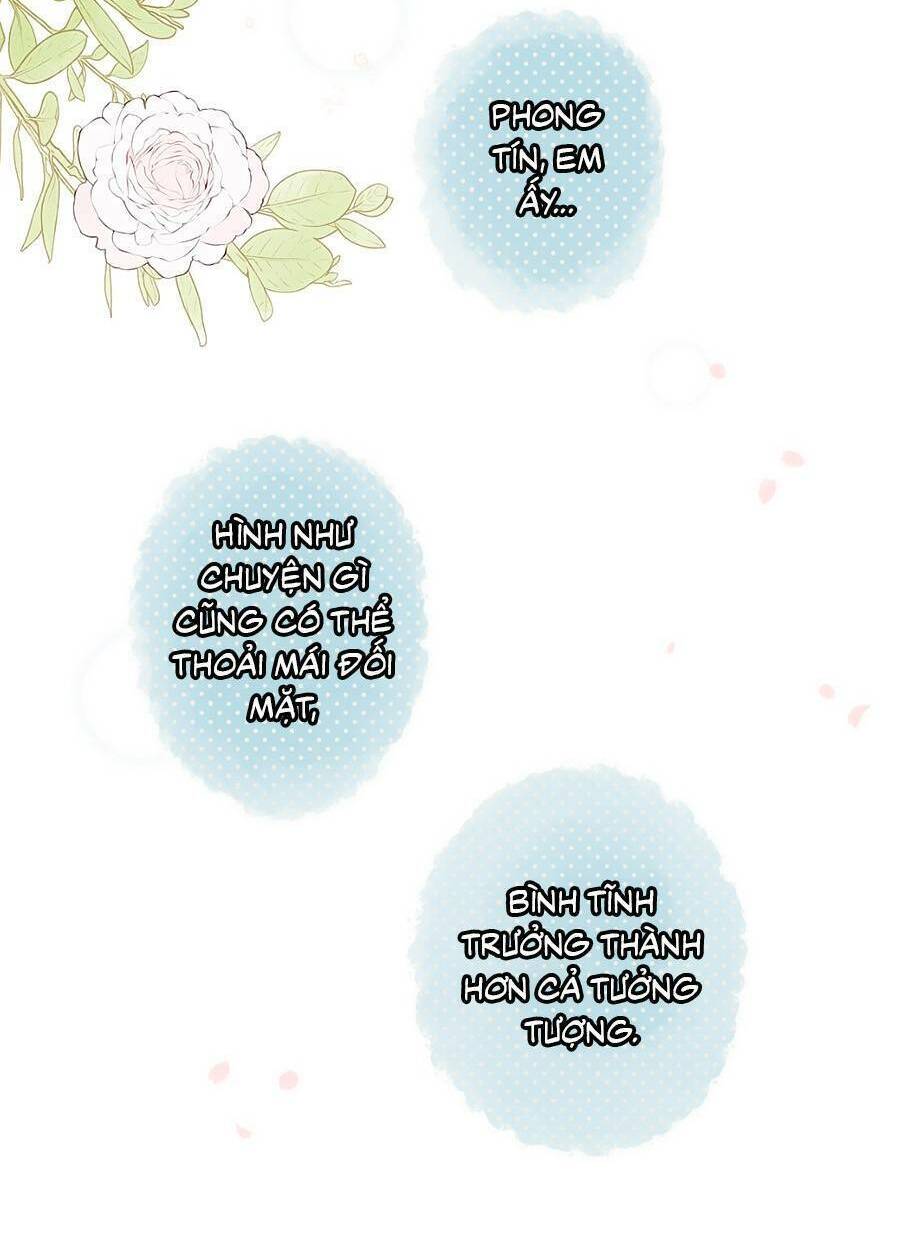 PHONG
TÍN, EM
ẤY...
HÌNH NHƯ
CHUYỆN GÌ
CŨNG CÓ THỂ
THOẢI MÁI ĐỐI
MẶT,
BÌNH TĨNH
TRƯỞNG THÀNH
HƠN CẢ TƯỞNG
TƯỢNG.